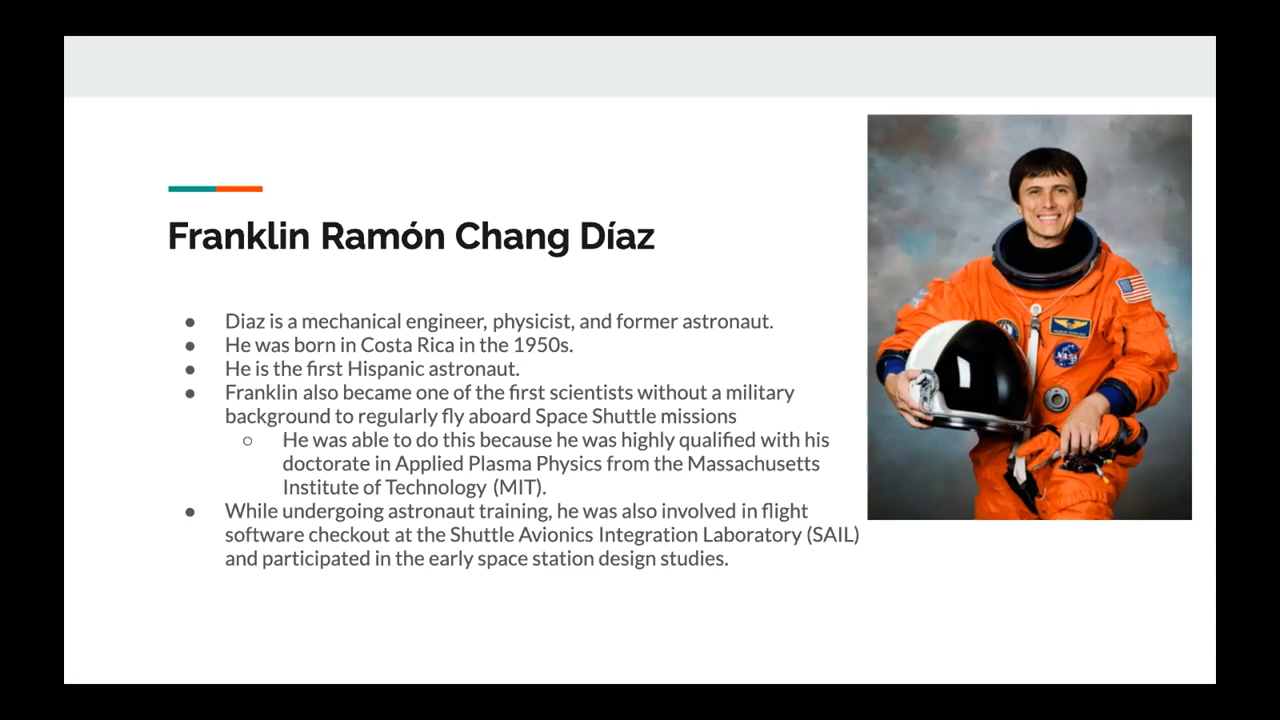 Franklin Ramón Chang Díaz
● Diaz is a mechanical engineer, physicist, and former astronaut.
● He was born in Costa Rica in the 1950s.
● He is the first Hispanic astronaut.
● Franklin also became one of the first scientists without a military
background to regularly fly aboard Space Shuttle missions
○ He was able to do this because he was highly qualified with his
doctorate in Applied Plasma Physics from the Massachusetts
Institute of Technology (MIT).
● While undergoing astronaut training, he was also involved in flight
software checkout at the Shuttle Avionics Integration Laboratory (SAIL)
and participated in the early space station design studies.
NASA